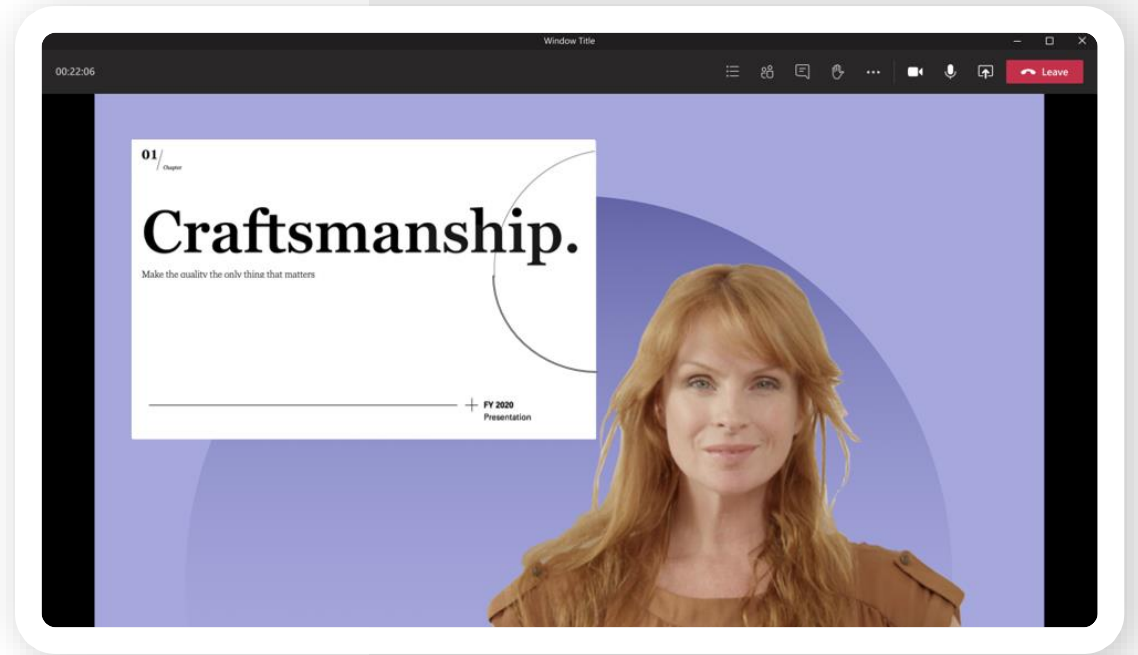 Window Title
00:22:06
Leave
01
Chapter
Craftsmanship.
Make the quality the only thing that matters
FY 2020
Presentation